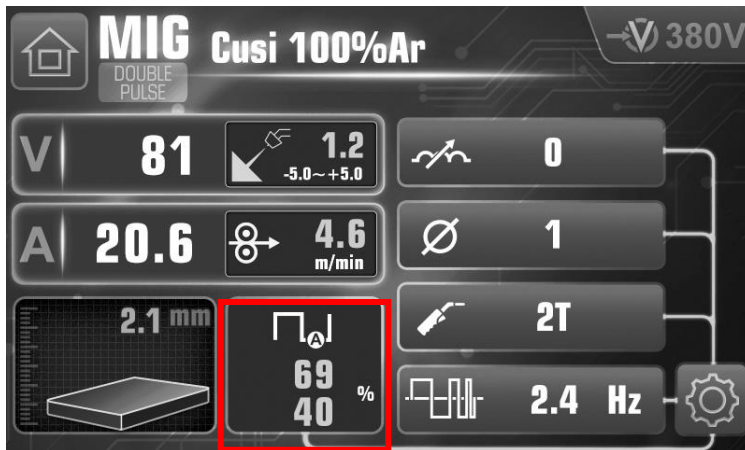 MIG Cusi 100%Ar
DOUBLE
PULSE
380V
V
V 81 1.2
-5.0~+5.0
0
A 20.6 4.6
m/min
1
2.1 mm
A
69
40
%
2T
2.4 Hz